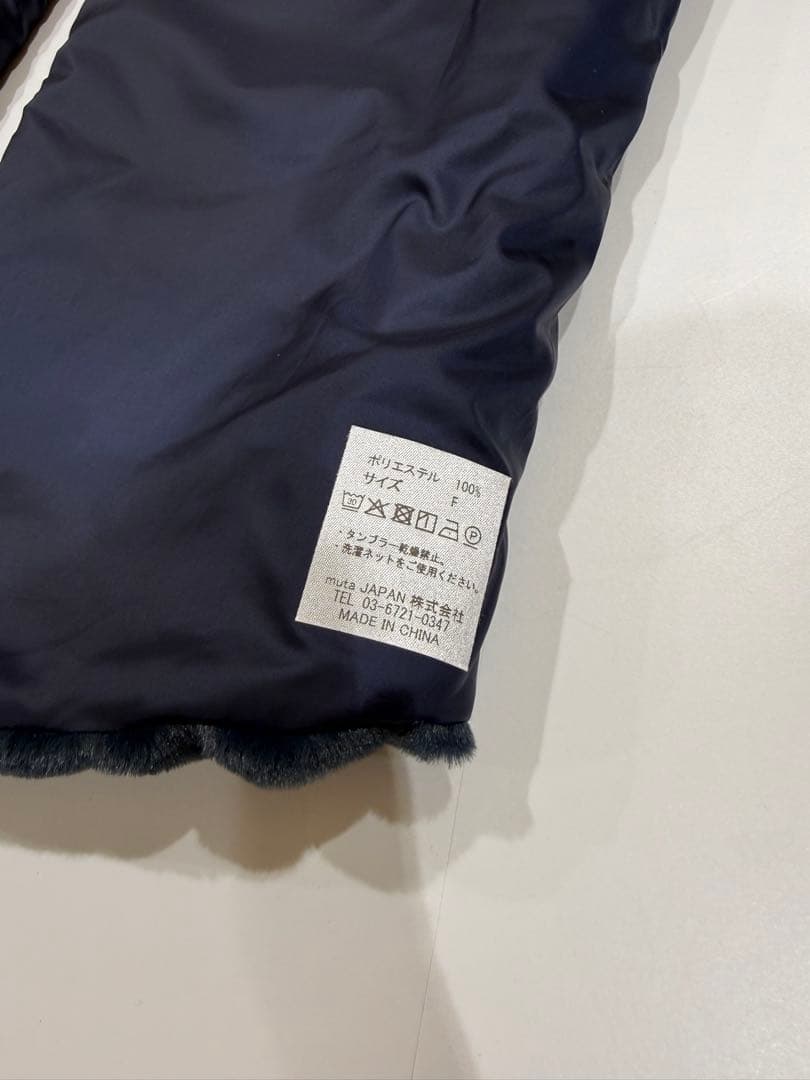 ポリエステル 100%
サイズ F
30 P
・タンブラー乾燥禁止。
・洗濯ネットをご使用ください。
muta JAPAN 株式会社
TEL 03-6721-0347
MADE IN CHINA